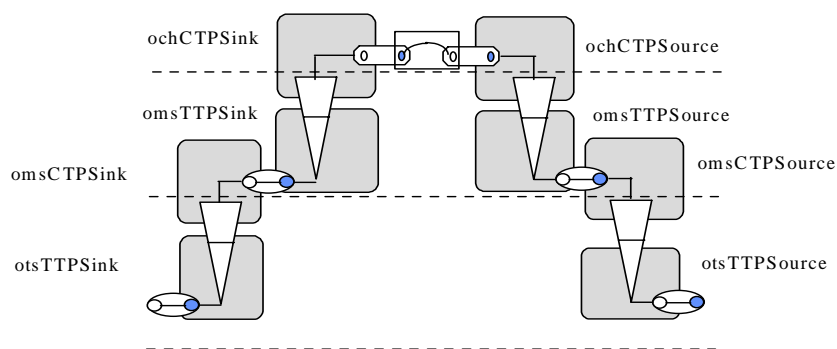 ochCTPSink
ochCTPSource
omsTTPSink
omsTTPSource
omsCTPSink
omsCTPSource
otsTTPSink
otsTTPSource